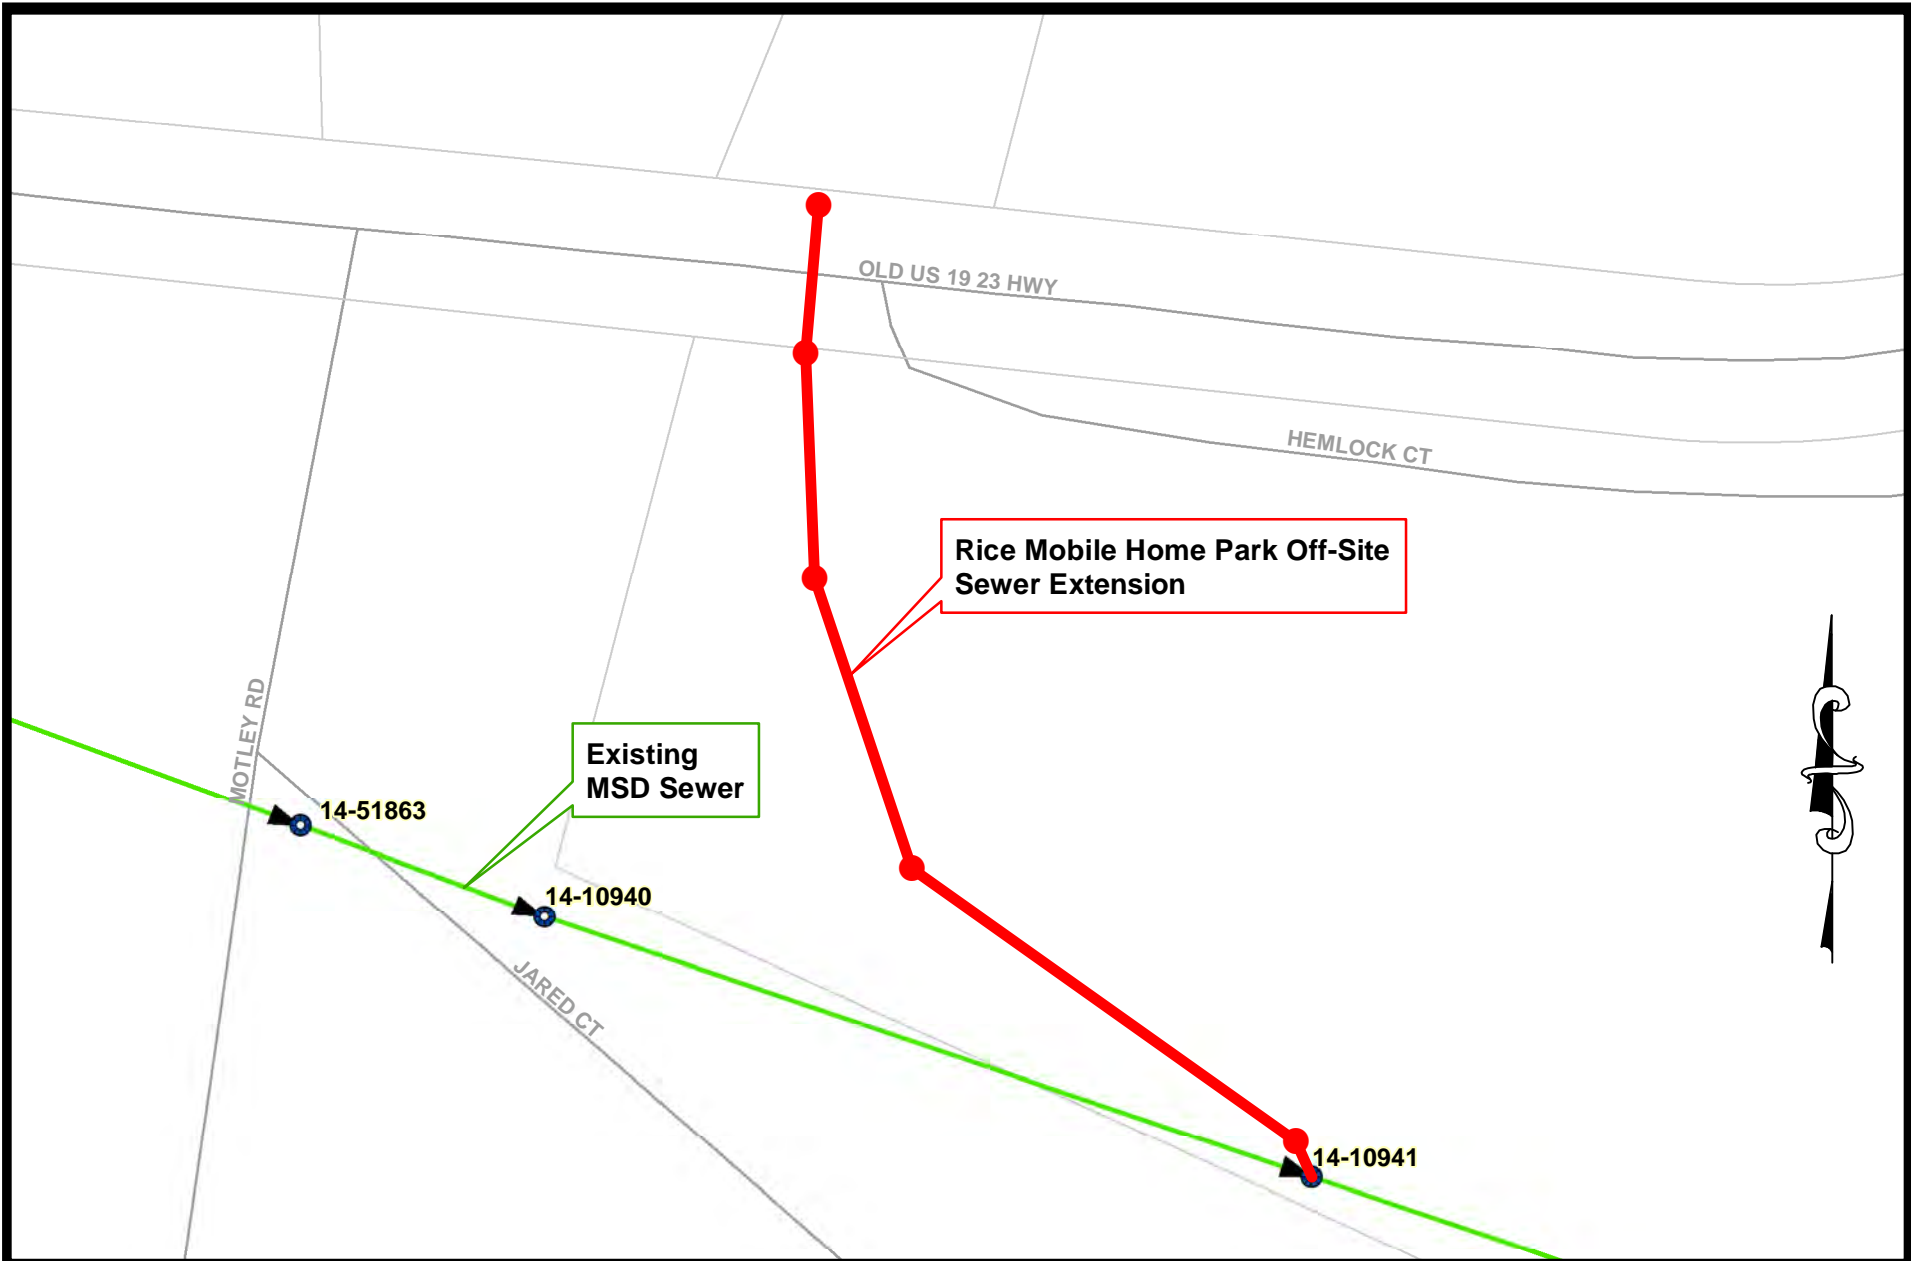 OLD US 19 23 HWY
HEMLOCK CT
Rice Mobile Home Park Off-Site
Sewer Extension
MOTLEY RD
Existing
MSD Sewer
14-51863
14-10940
JARED CT
14-10941